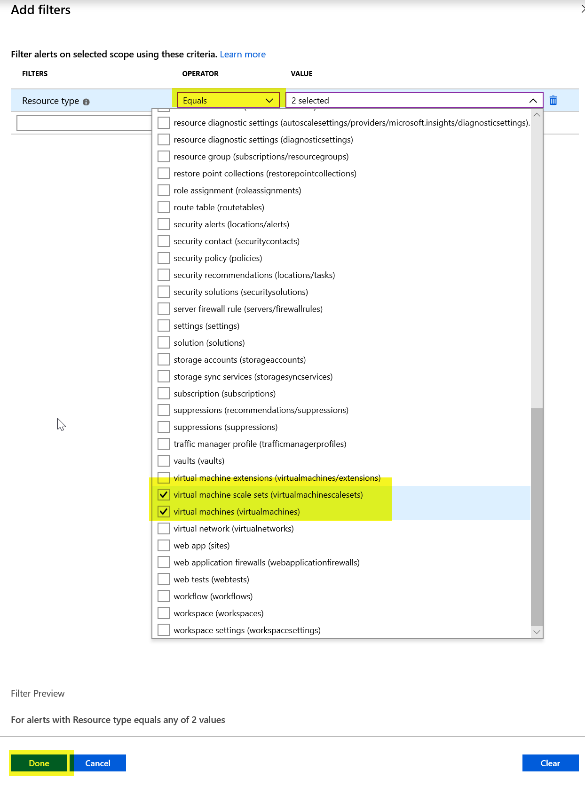 Add filters
Filter alerts on selected scope using these criteria. Learn more
FILTERS OPERATOR VALUE
Resource type Equals 2 selected
resource diagnostic settings (autoscalesettings/providers/microsoft.insights/diagnosticsettings).
resource diagnostic settings (diagnosticsettings)
resource group (subscriptions/resourcegroups)
restore point collections (restorepointcollections)
role assignment (roleassignments)
route table (routetables)
security alerts (locations/alerts)
security contact (securitycontacts)
security policy (policies)
security recommendations (locations/tasks)
security solutions (securitysolutions)
server firewall rule (servers/firewallrules)
settings (settings)
solution (solutions)
storage accounts (storageaccounts)
storage sync services (storagesyncservices)
subscription (subscriptions)
suppressions (recommendations/suppressions)
suppressions (suppressions)
traffic manager profile (trafficmanagerprofiles)
vaults (vaults)
virtual machine extensions (virtualmachines/extensions)
virtual machine scale sets (virtualmachinescalesets)
virtual machines (virtualmachines)
virtual network (virtualnetworks)
web app (sites)
web application firewalls (webapplicationfirewalls)
web tests (webtests)
workflow (workflows)
workspace (workspaces)
workspace settings (workspacesettings)
Filter Preview
For alerts with Resource type equals any of 2 values
Done Cancel Clear